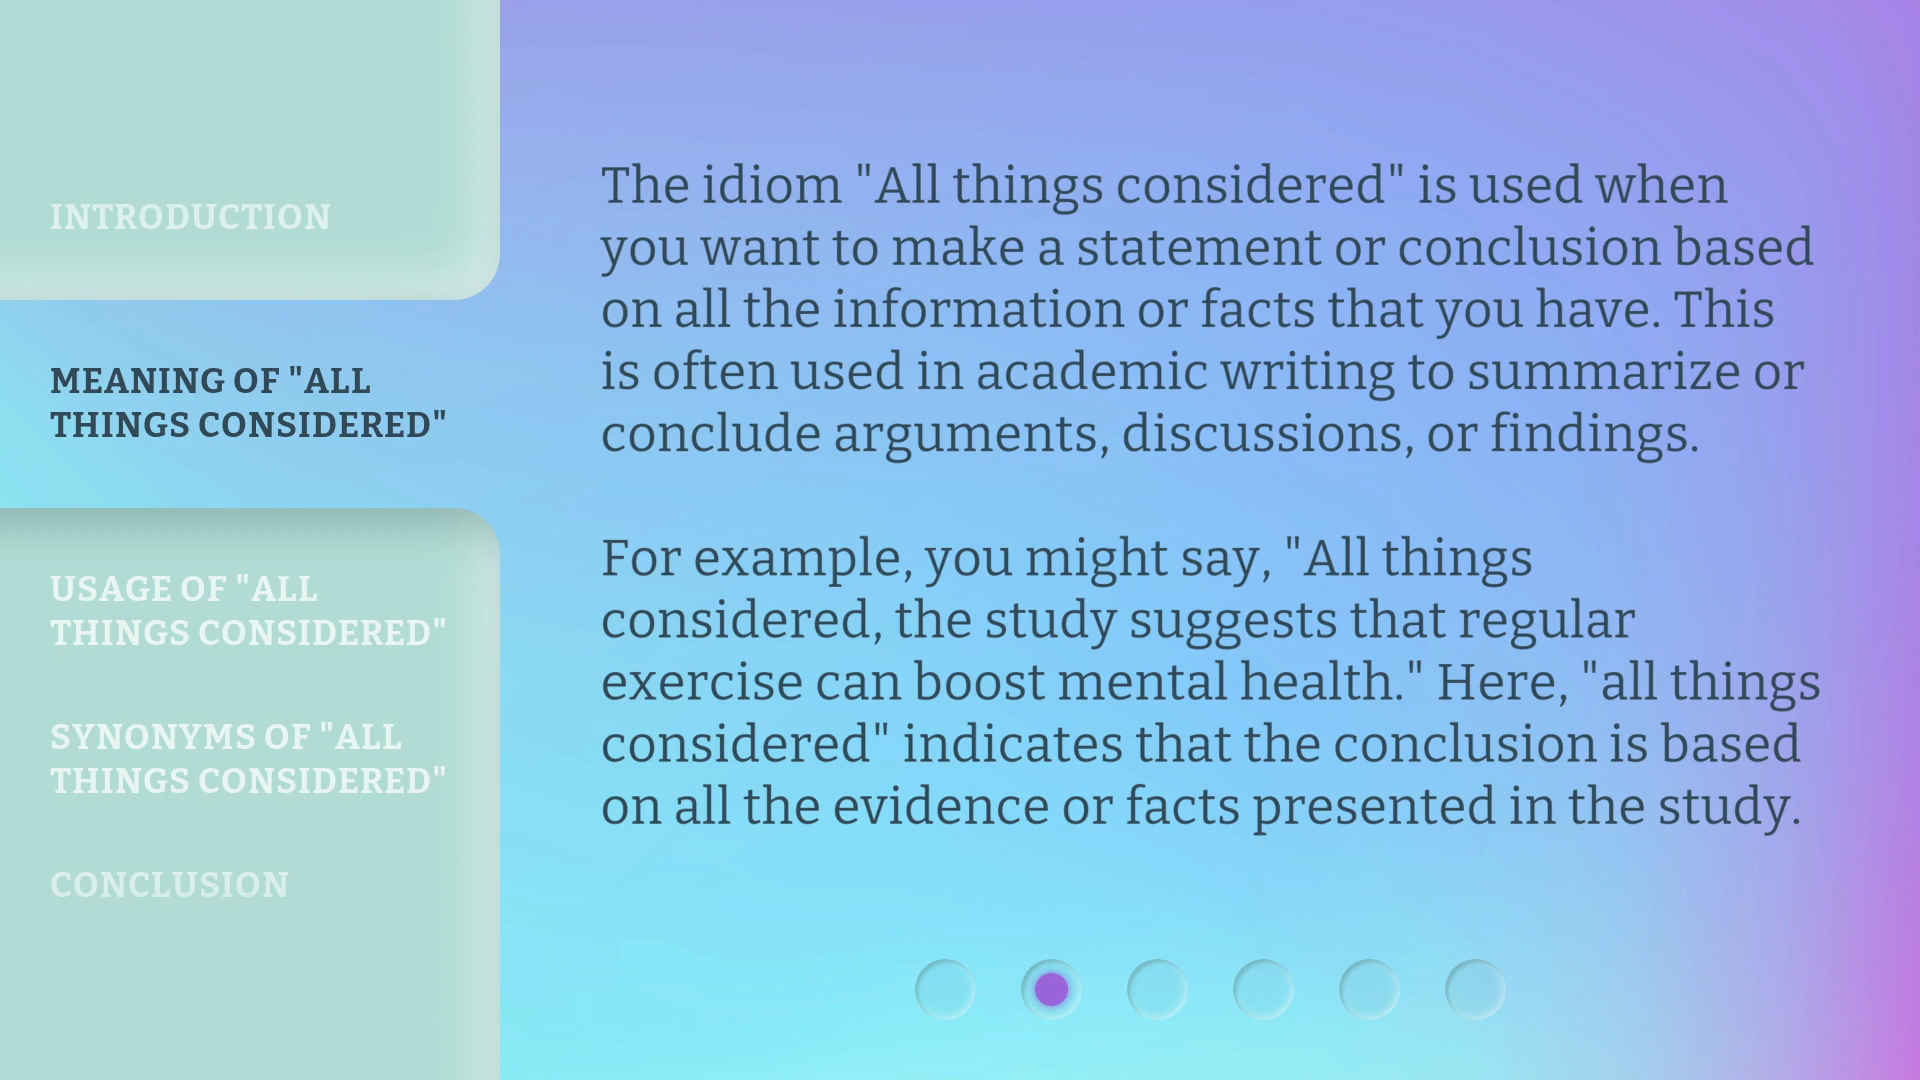 INTRODUCTION
MEANING OF "ALL
THINGS CONSIDERED"
USAGE OF "ALL
THINGS CONSIDERED"
SYNONYMS OF "ALL
THINGS CONSIDERED"
CONCLUSION
The idiom "All things considered" is used when
you want to make a statement or conclusion based
on all the information or facts that you have. This
is often used in academic writing to summarize or
conclude arguments, discussions, or findings.
For example, you might say, "All things
considered, the study suggests that regular
exercise can boost mental health." Here, "all things
considered" indicates that the conclusion is based
on all the evidence or facts presented in the study.